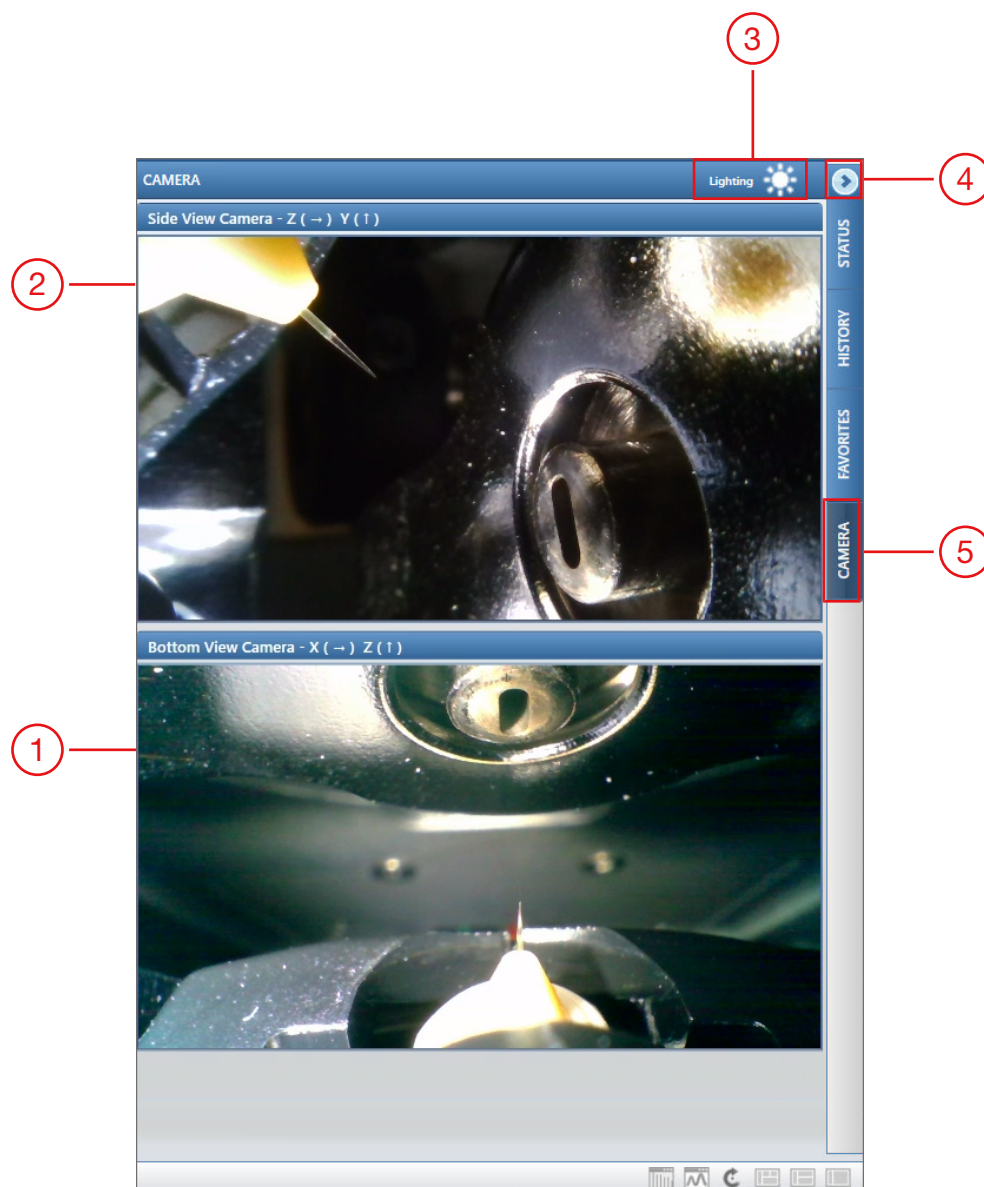 3
CAMERA
Lighting
4
Side View Camera - Z ( → ) Y ( ↑ )
STATUS
2
HISTORY
FAVORITES
CAMERA
5
Bottom View Camera - X ( → ) Z ( ↑ )
1